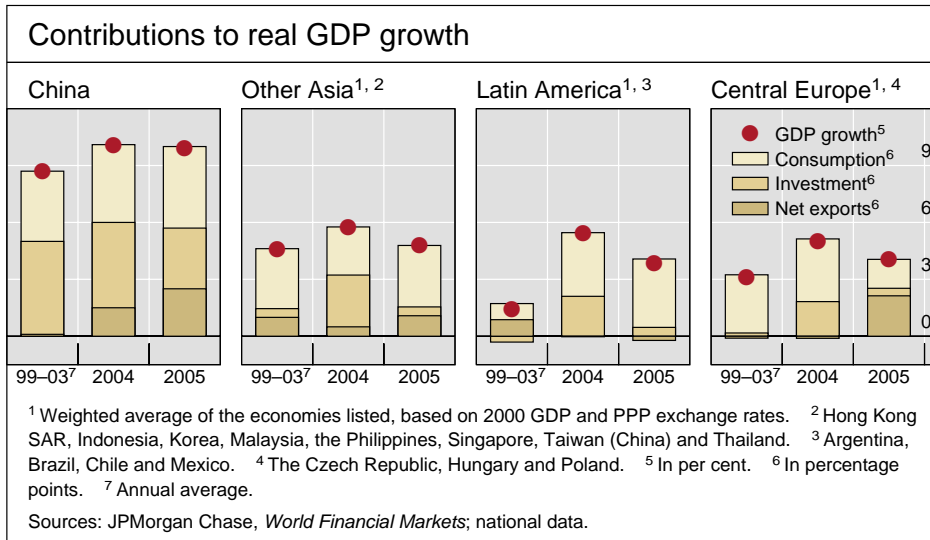 Contributions to real GDP growth
China
Other Asia1, 2
Latin America1, 3
Central Europe1, 4
GDP growth5
Consumption6
Investment6
Net exports6
9
6
3
0
99–037 2004 2005
99–037 2004 2005
99–037 2004 2005
99–037 2004 2005
1 Weighted average of the economies listed, based on 2000 GDP and PPP exchange rates. 2 Hong Kong
SAR, Indonesia, Korea, Malaysia, the Philippines, Singapore, Taiwan (China) and Thailand. 3 Argentina,
Brazil, Chile and Mexico. 4 The Czech Republic, Hungary and Poland. 5 In per cent. 6 In percentage
points. 7 Annual average.
Sources: JPMorgan Chase, World Financial Markets; national data.